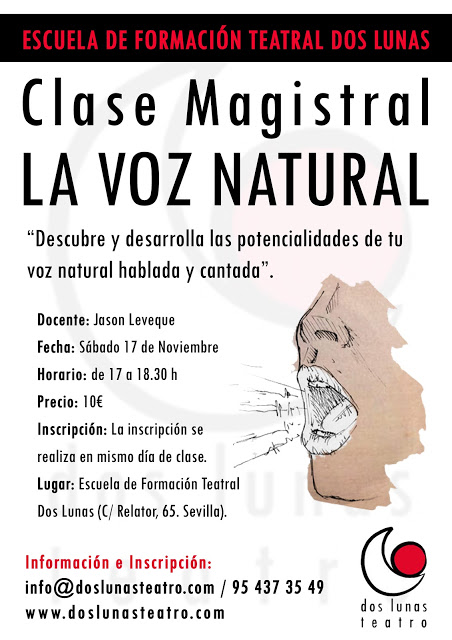 ESCUELA DE FORMACIÓN TEATRAL DOS LUNAS
Clase Magistral
LA VOZ NATURAL
“Descubre y desarrolla las potencialidades de tu
voz natural hablada y cantada”.
Docente: Jason Leveque
Fecha: Sábado 17 de Noviembre
Horario: de 17 a 18.30 h
Precio: 10€
Inscripción: La inscripción se
realiza en mismo día de clase.
Lugar: Escuela de Formación Teatral
Dos Lunas (C/ Relator, 65. Sevilla).
Información e Inscripción:
info@doslunasteatro.com / 95 437 35 49
www.doslunasteatro.com
dos lunas
teatro
dos lunas
teatro